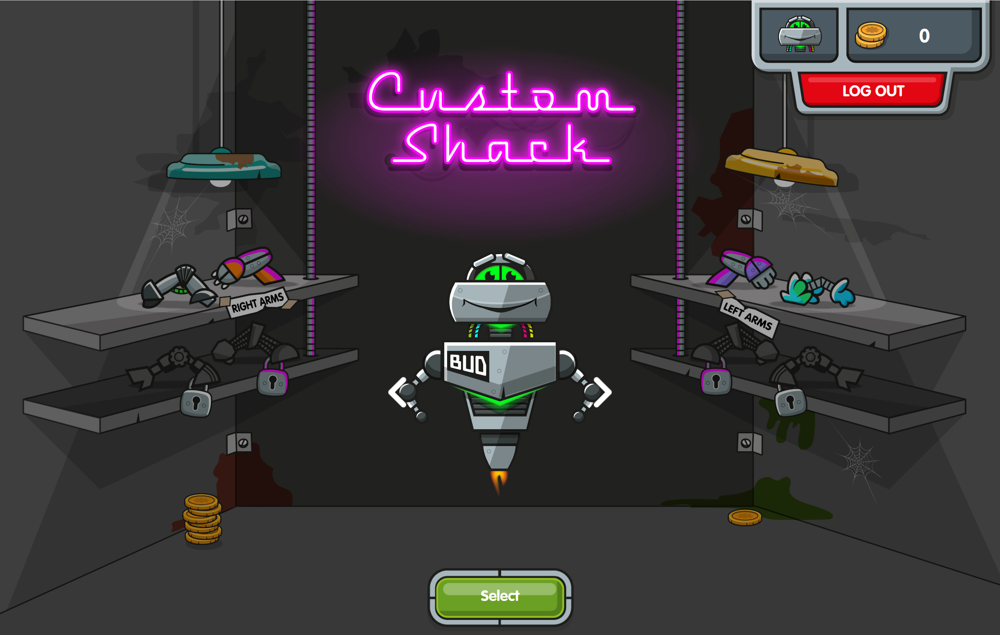 0
LOG OUT
Custom
Shack
RIGHT ARMS
LEFT ARMS
BUD
Select